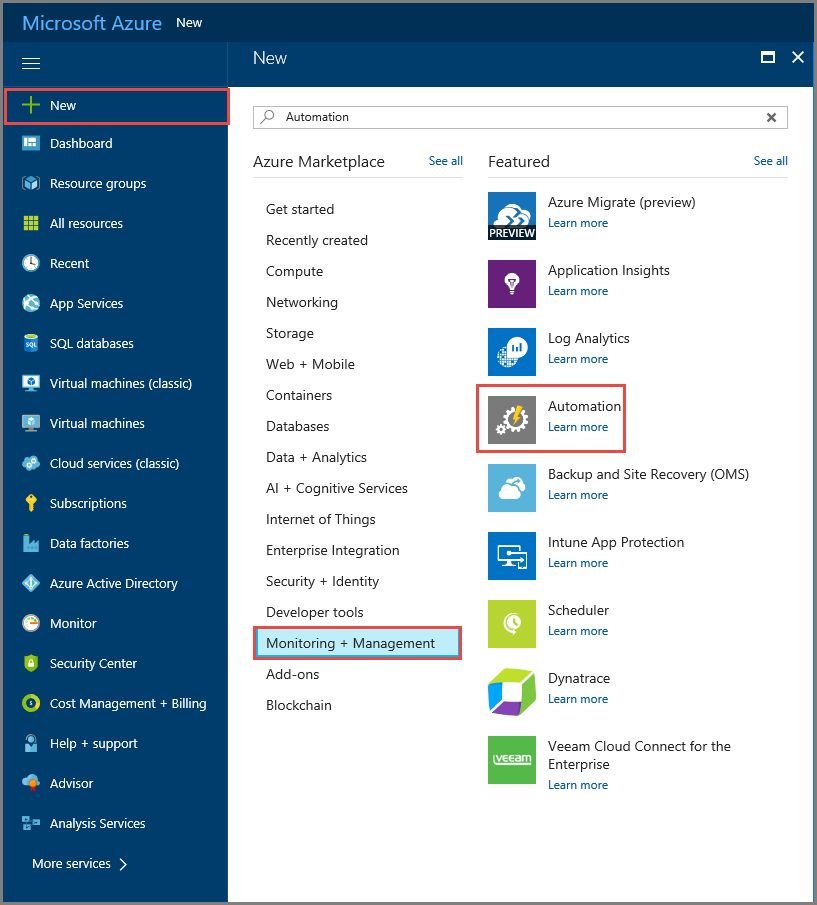 Microsoft Azure New
New
New
Dashboard
Resource groups
All resources
Recent
App Services
SQL databases
Virtual machines (classic)
Virtual machines
Cloud services (classic)
Subscriptions
Data factories
Azure Active Directory
Monitor
Security Center
Cost Management + Billing
Help + support
Advisor
Analysis Services
More services
Automation
Azure Marketplace See all
Get started
Recently created
Compute
Networking
Storage
Web + Mobile
Containers
Databases
Data + Analytics
AI + Cognitive Services
Internet of Things
Enterprise Integration
Security + Identity
Developer tools
Monitoring + Management
Add-ons
Blockchain
Featured See all
PREVIEW
Azure Migrate (preview)
Learn more
Application Insights
Learn more
Log Analytics
Learn more
Automation
Learn more
Backup and Site Recovery (OMS)
Learn more
Intune App Protection
Learn more
Scheduler
Learn more
Dynatrace
Learn more
veeam
Veeam Cloud Connect for the
Enterprise
Learn more
SQL